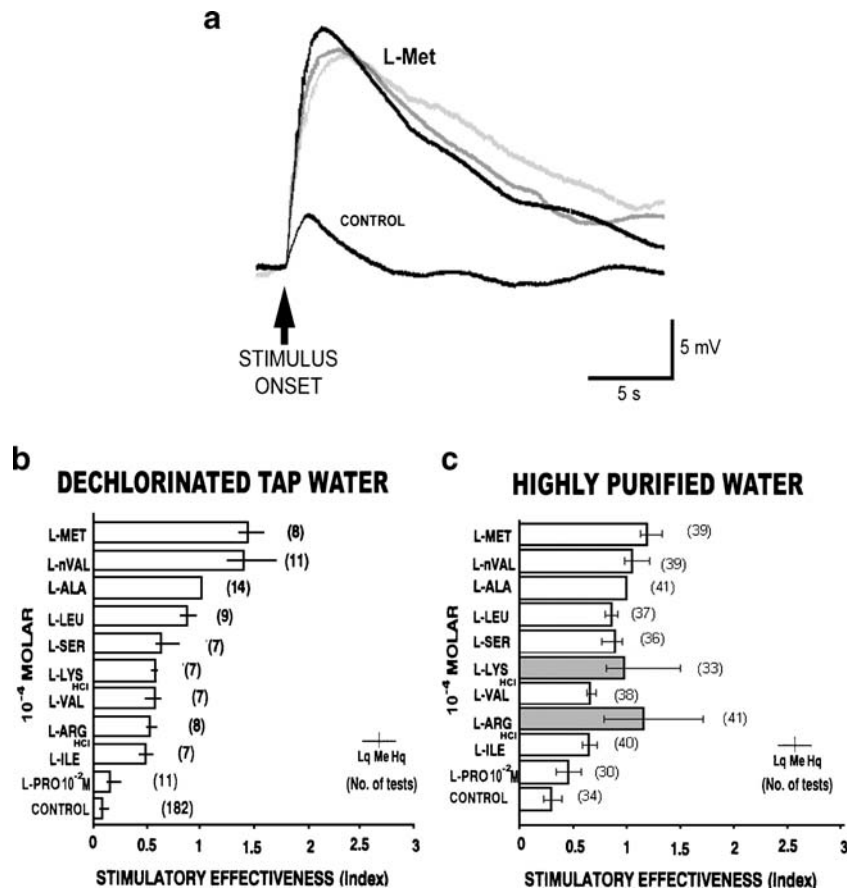 a
L-Met
CONTROL
STIMULUS
ONSET
5 mV
5 s
b
DECHLORINATED TAP WATER
10⁻⁴ MOLAR
L-MET
(8)
L-nVAL
(11)
L-ALA
(14)
L-LEU
(9)
L-SER
(7)
L-LYS
HCl
(7)
L-VAL
(7)
L-ARG
HCl
(8)
L-ILE
(7)
L-PRO 10⁻²M
(11)
CONTROL
(182)
Lq Me Hq
(No. of tests)
0 0.5 1 1.5 2 2.5 3
STIMULATORY EFFECTIVENESS (Index)
c
HIGHLY PURIFIED WATER
10⁻⁴ MOLAR
L-MET
(39)
L-nVAL
(39)
L-ALA
(41)
L-LEU
(37)
L-SER
(36)
L-LYS
HCl
(33)
L-VAL
(38)
L-ARG
HCl
(41)
L-ILE
(40)
L-PRO 10⁻²M
(30)
CONTROL
(34)
Lq Me Hq
(No. of tests)
0 0.5 1 1.5 2 2.5 3
STIMULATORY EFFECTIVENESS (Index)